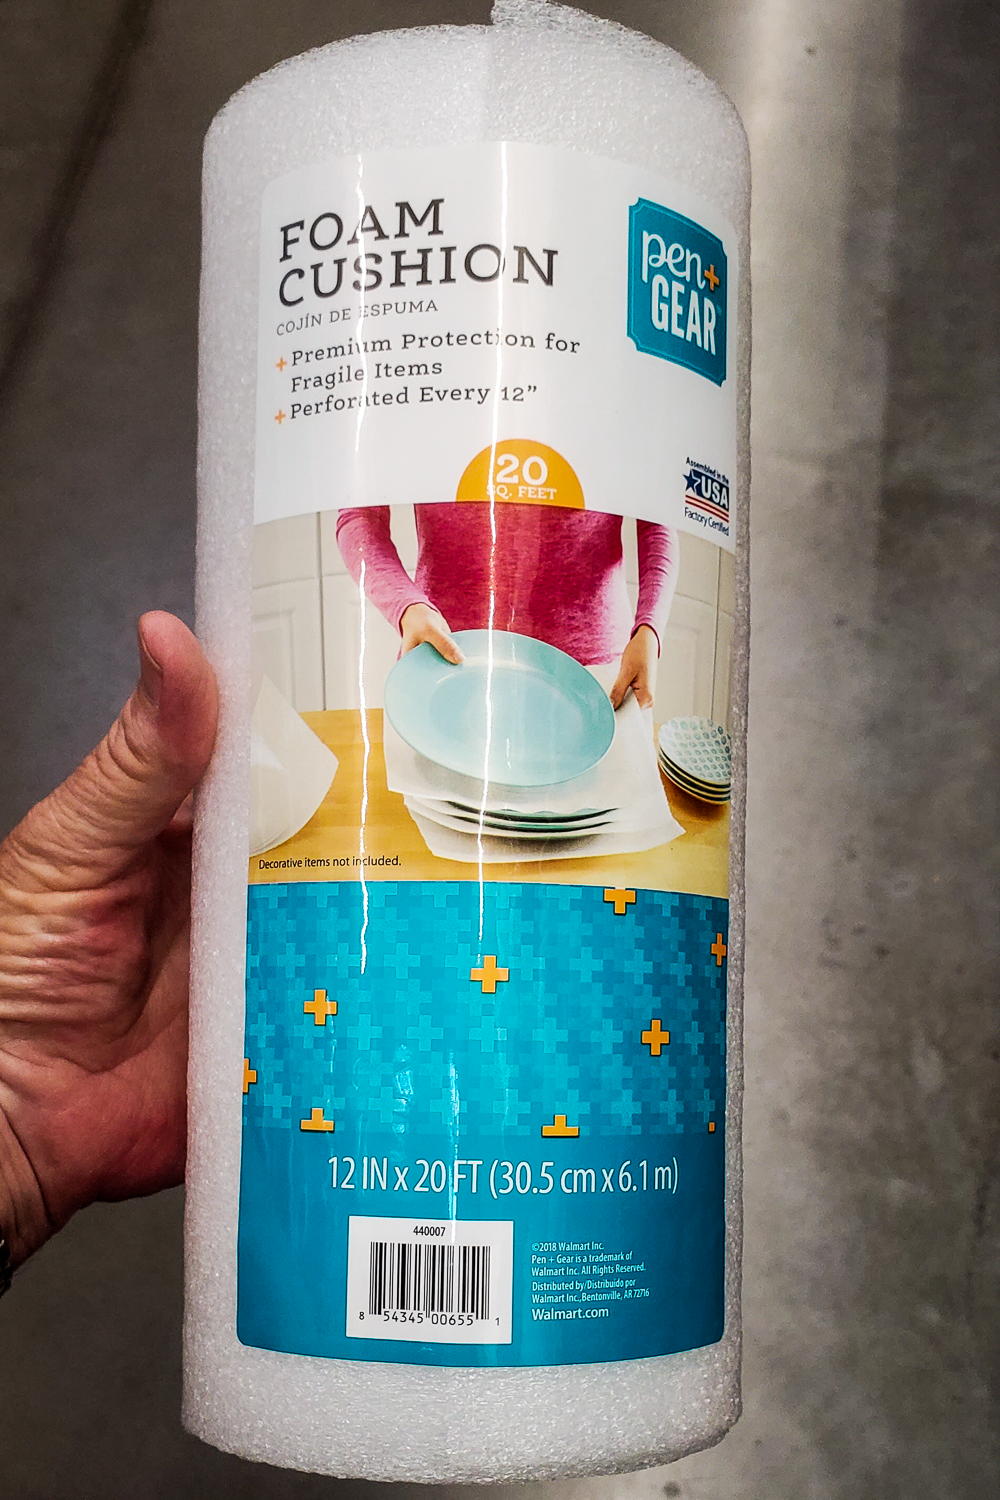 FOAM
CUSHION
COJÍN DE ESPUMA
+ Premium Protection for
Fragile Items
+ Perforated Every 12”
pen+
GEAR
20
SQ. FEET
Assembled in the
USA
Factory Certified
Decorative items not included.
12 IN x 20 FT (30.5 cm x 6.1 m)
440007
8 54345 00655 1
©2018 Walmart Inc.
Pen + Gear is a trademark of
Walmart Inc. All Rights Reserved.
Distributed by/Distribuido por
Walmart Inc., Bentonville, AR 72716
Walmart.com